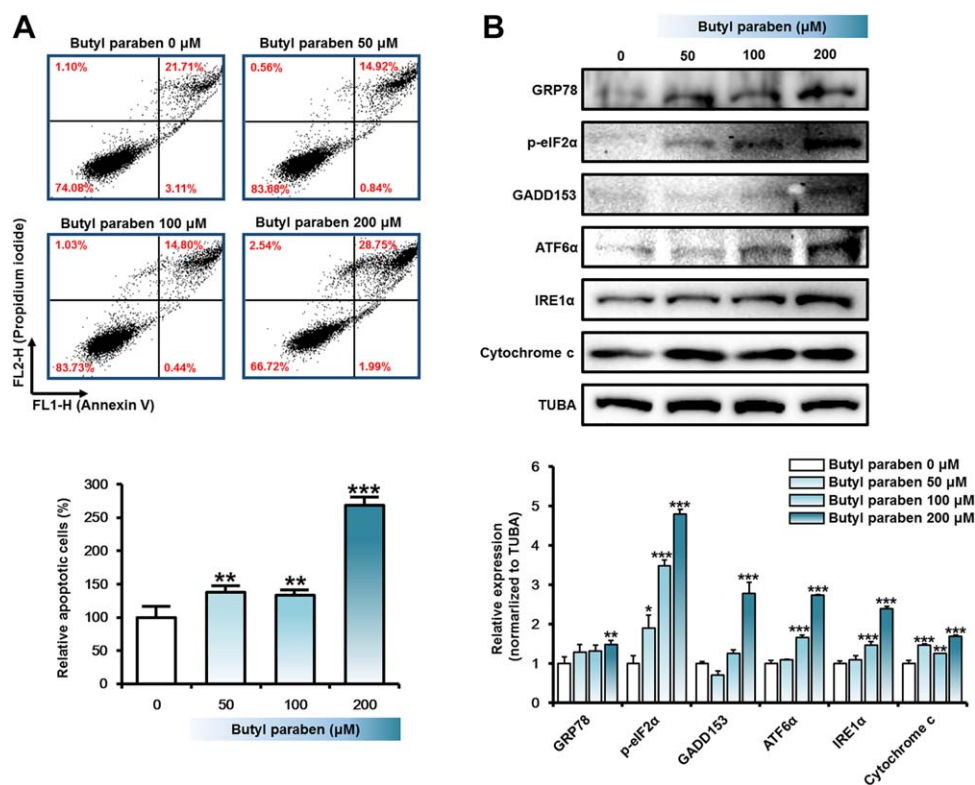 A
Butyl paraben 0 µM
Butyl paraben 50 µM
1.10%
21.71%
0.56%
14.92%
74.08%
3.11%
83.68%
0.84%
Butyl paraben 100 µM
Butyl paraben 200 µM
1.03%
14.80%
2.54%
28.75%
83.73%
0.44%
66.72%
1.99%
FL2-H (Propidium iodide)
FL1-H (Annexin V)
Relative apoptotic cells (%)
300
250
200
150
100
50
0
**
**
***
0
50
100
200
Butyl paraben (µM)
B
Butyl paraben (µM)
0
50
100
200
GRP78
p-eIF2α
GADD153
ATF6α
IRE1α
Cytochrome c
TUBA
Relative expression
(normarlized to TUBA)
6
5
4
3
2
1
0
Butyl paraben 0 µM
Butyl paraben 50 µM
Butyl paraben 100 µM
Butyl paraben 200 µM
**
*
***
***
***
***
***
***
***
***
**
***
GRP78
p-eIF2α
GADD153
ATF6α
IRE1α
Cytochrome c